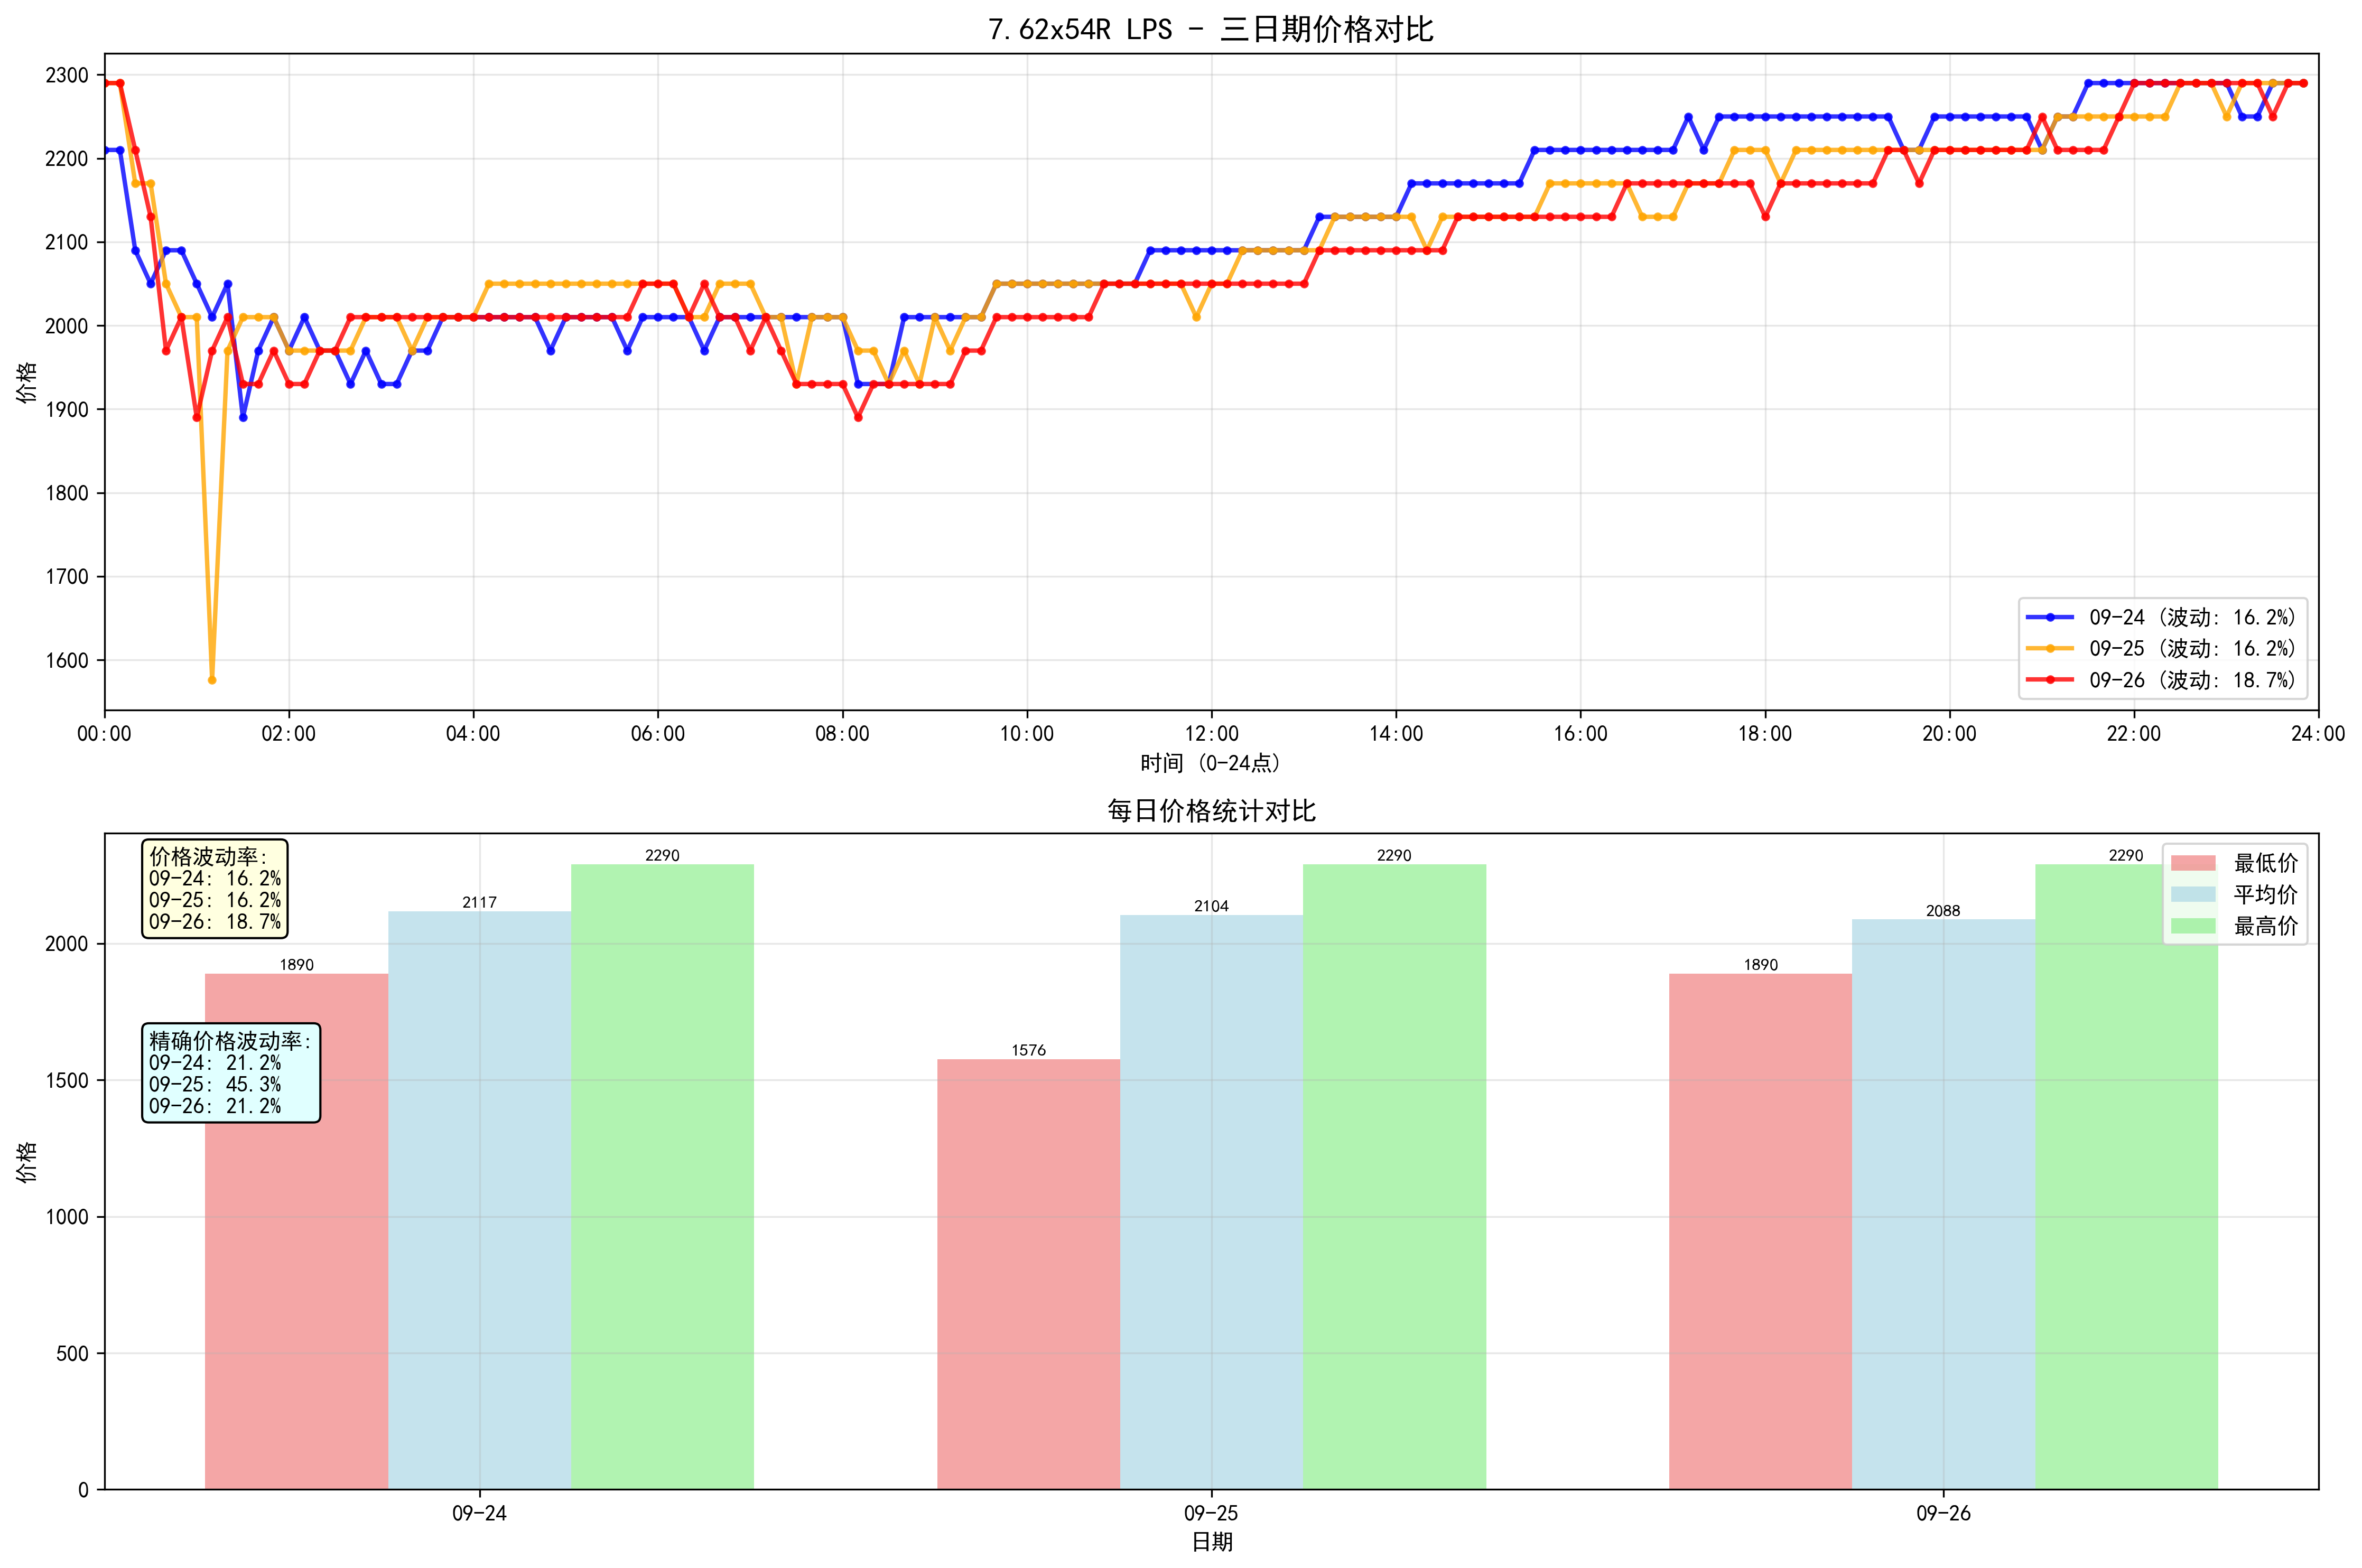 7.62x54R LPS - 三日期价格对比
价格
2300
2200
2100
2000
1900
1800
1700
1600
09-24 (波动: 16.2%)
09-25 (波动: 16.2%)
09-26 (波动: 18.7%)
00:00 02:00 04:00 06:00 08:00 10:00 12:00 14:00 16:00 18:00 20:00 22:00 24:00
时间 (0-24点)
每日价格统计对比
价格
2000
1500
1000
500
0
价格波动率:
09-24: 16.2%
09-25: 16.2%
09-26: 18.7%
精确价格波动率:
09-24: 21.2%
09-25: 45.3%
09-26: 21.2%
1890 2117 2290
1576 2104 2290
1890 2088 2290
最低价
平均价
最高价
09-24 09-25 09-26
日期